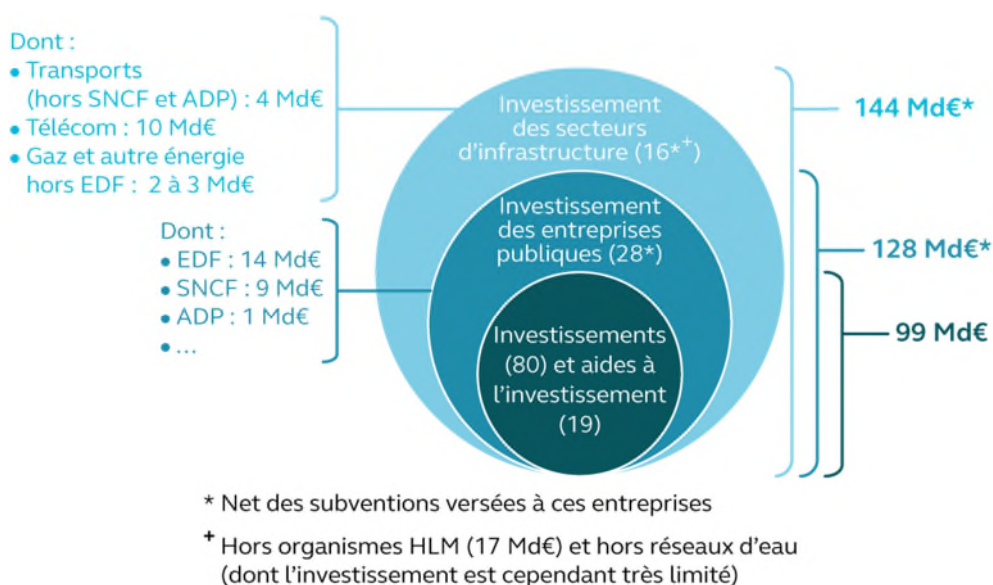 Dont :
• Transports
(hors SNCF et ADP) : 4 Md€
• Télécom : 10 Md€
• Gaz et autre énergie
hors EDF : 2 à 3 Md€
Dont :
• EDF : 14 Md€
• SNCF : 9 Md€
• ADP : 1 Md€
• ...
Investissement
des secteurs
d'infrastructure (16*⁺)
Investissement
des entreprises
publiques (28*)
Investissements
(80) et aides à
l'investissement
(19)
144 Md€*
128 Md€*
99 Md€
* Net des subventions versées à ces entreprises
⁺ Hors organismes HLM (17 Md€) et hors réseaux d'eau
(dont l'investissement est cependant très limité)